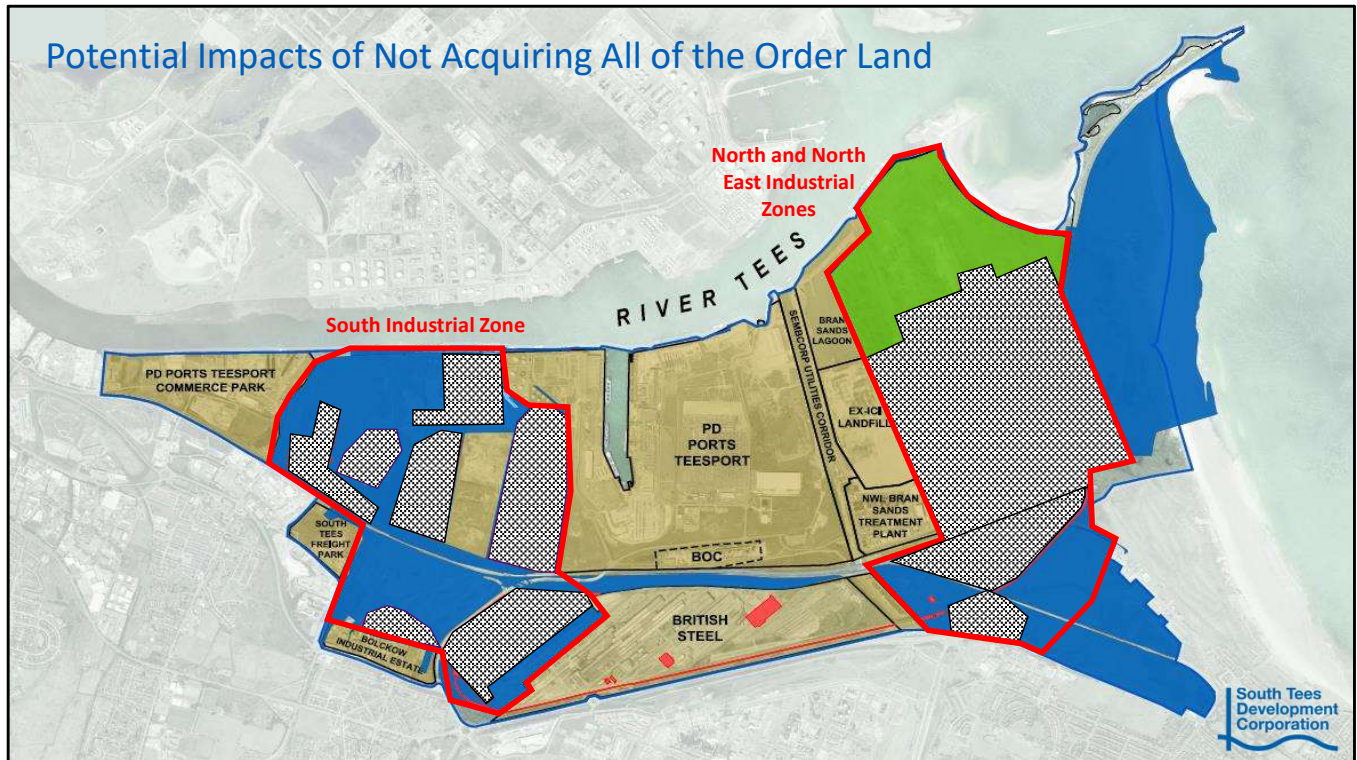 Potential Impacts of Not Acquiring All of the Order Land
North and North
East Industrial
Zones
RIVER TEES
South Industrial Zone
PD PORTS TEESPORT
COMMERCE PARK
BRAN
SANDS
LAGOON
SEMBCORP UTILITIES CORRIDOR
EX-ICI
LANDFILL
PD
PORTS
TEESPORT
NWL BRAN
SANDS
TREATMENT
PLANT
SOUTH
TEES
FREIGHT
PARK
BOC
BRITISH
STEEL
BOLCKOW
INDUSTRIAL ESTATE
South Tees
Development
Corporation